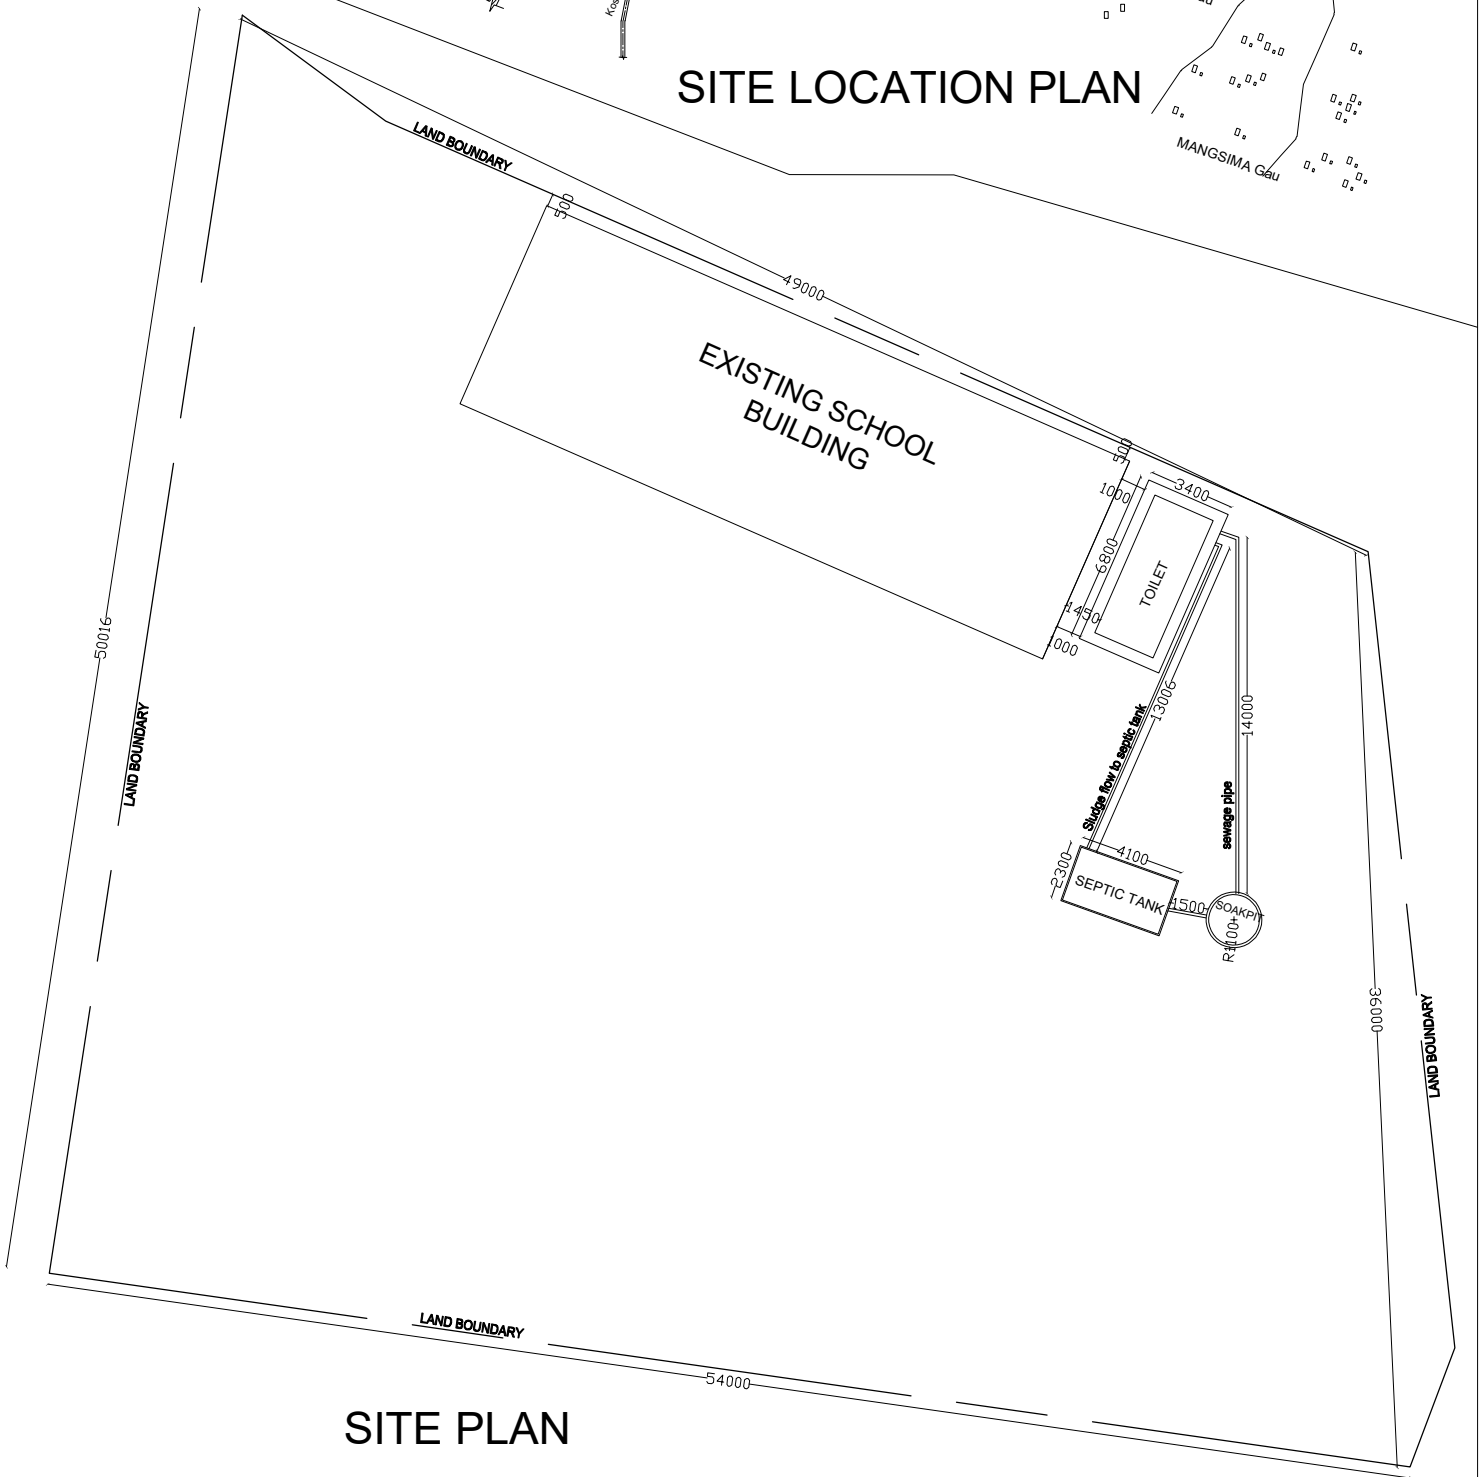 SITE LOCATION PLAN
MANGSIMA Gau
LAND BOUNDARY
500
49000
EXISTING SCHOOL
BUILDING
500
1000
3400
6800
TOILET
1450
1000
50016
LAND BOUNDARY
13006
14000
Sludge flow to septic tank
sewage pipe
2300
4100
SEPTIC TANK
1500
SOAKPIT
R1100
36000
LAND BOUNDARY
LAND BOUNDARY
54000
SITE PLAN